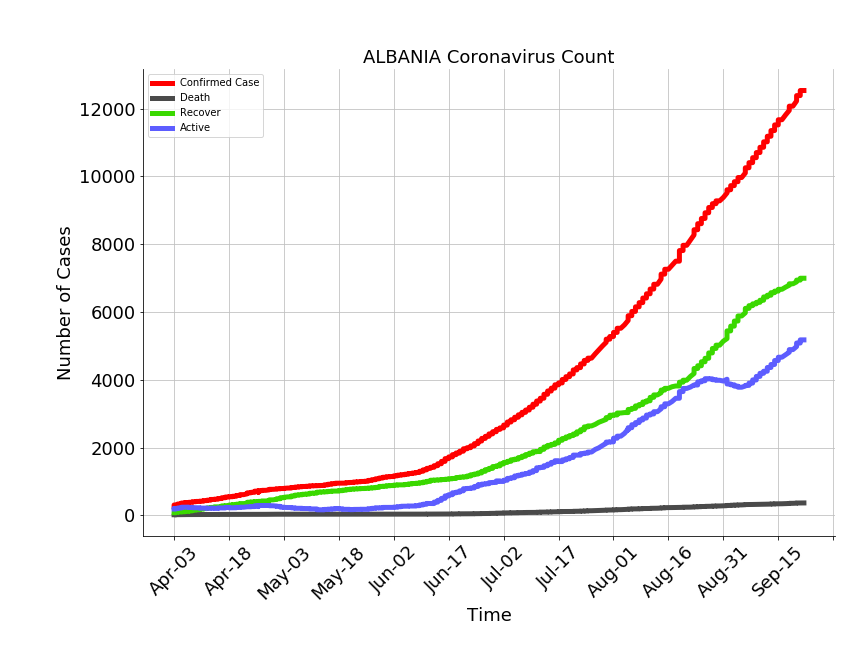 ALBANIA Coronavirus Count
Confirmed Case
Death
Recover
Active
Number of Cases
12000
10000
8000
6000
4000
2000
0
Apr-03
Apr-18
May-03
May-18
Jun-02
Jun-17
Jul-02
Jul-17
Aug-01
Aug-16
Aug-31
Sep-15
Time